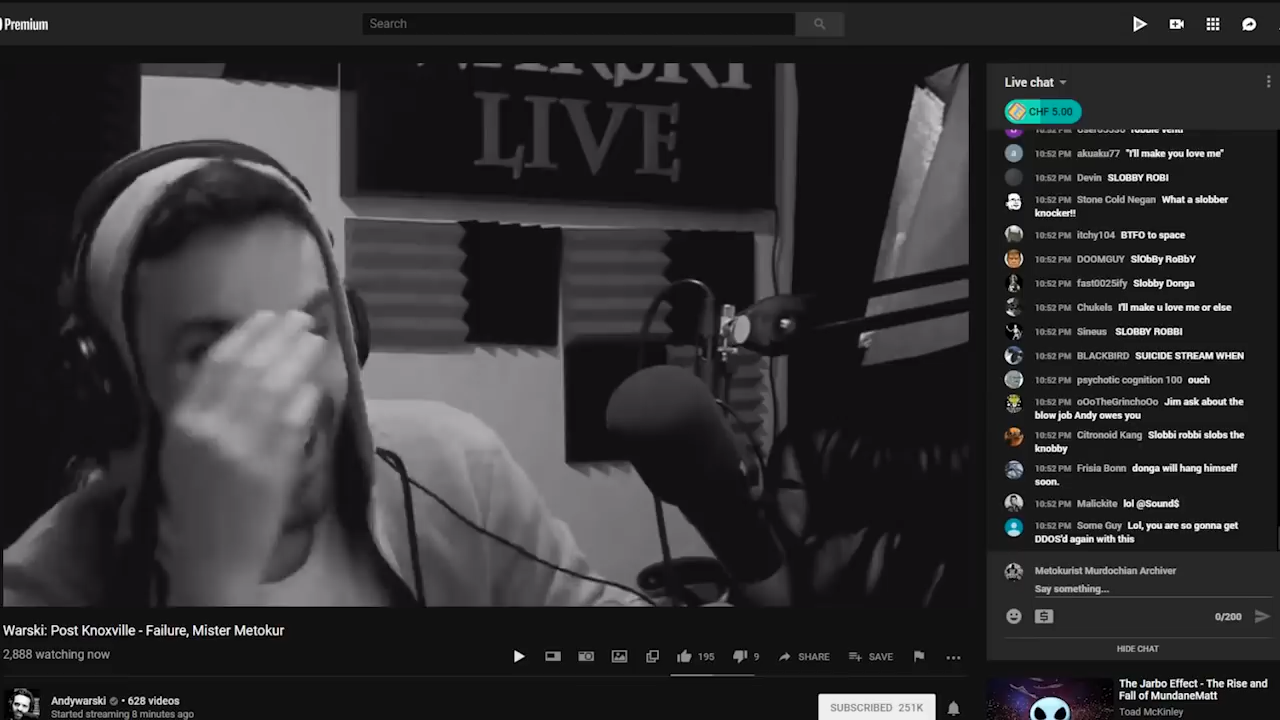 Premium
Search
LIVE
Live chat
CHF 5.00
akuaku77 "I'll make you love me"
10:52 PM
10:52 PM Devin SLOBBY ROBI
10:52 PM Stone Cold Negan What a slobber
knocker!!
10:52 PM itchy104 BTFO to space
10:52 PM DOOMGUY SlObBy RoBbY
10:52 PM fast0025ify Slobby Donga
10:52 PM Chukels I'll make u love me or else
10:52 PM Sineus SLOBBY ROBBI
10:52 PM BLACKBIRD SUICIDE STREAM WHEN
10:52 PM psychotic cognition 100 ouch
10:52 PM oOoTheGrinchoOo Jim ask about the
blow job Andy owes you
10:52 PM Citronoid Kang Slobbi robbi slobs the
knobby
10:52 PM Frisia Bonn donga will hang himself
soon.
10:52 PM Malickite lol @Sound$
10:52 PM Some Guy Lol, you are so gonna get
DDOS'd again with this
Metokurist Murdochian Archiver
Say something...
0/200
HIDE CHAT
Warski: Post Knoxville - Failure, Mister Metokur
2,888 watching now
195 9 SHARE SAVE
Andywarski • 628 videos
Started streaming 8 minutes ago
SUBSCRIBED 251K
The Jarbo Effect - The Rise and
Fall of MundaneMatt
Toad McKinley